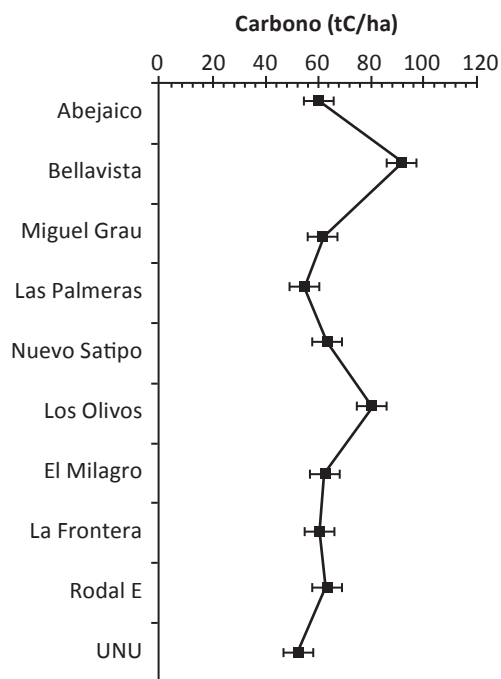 Carbono (tC/ha)
0 20 40 60 80 100 120
Abejaico
Bellavista
Miguel Grau
Las Palmeras
Nuevo Satipo
Los Olivos
El Milagro
La Frontera
Rodal E
UNU